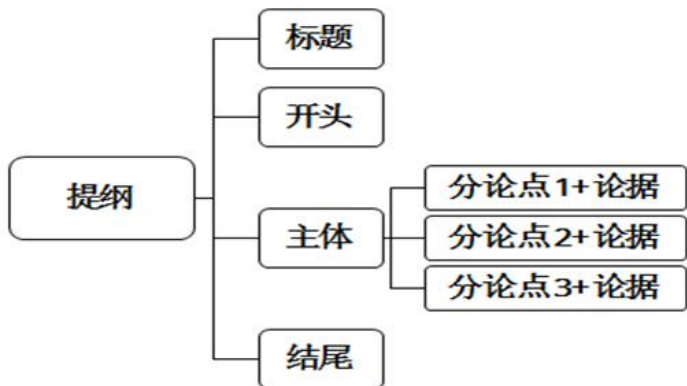 提纲
标题
开头
主体
分论点1+论据
分论点2+论据
分论点3+论据
结尾